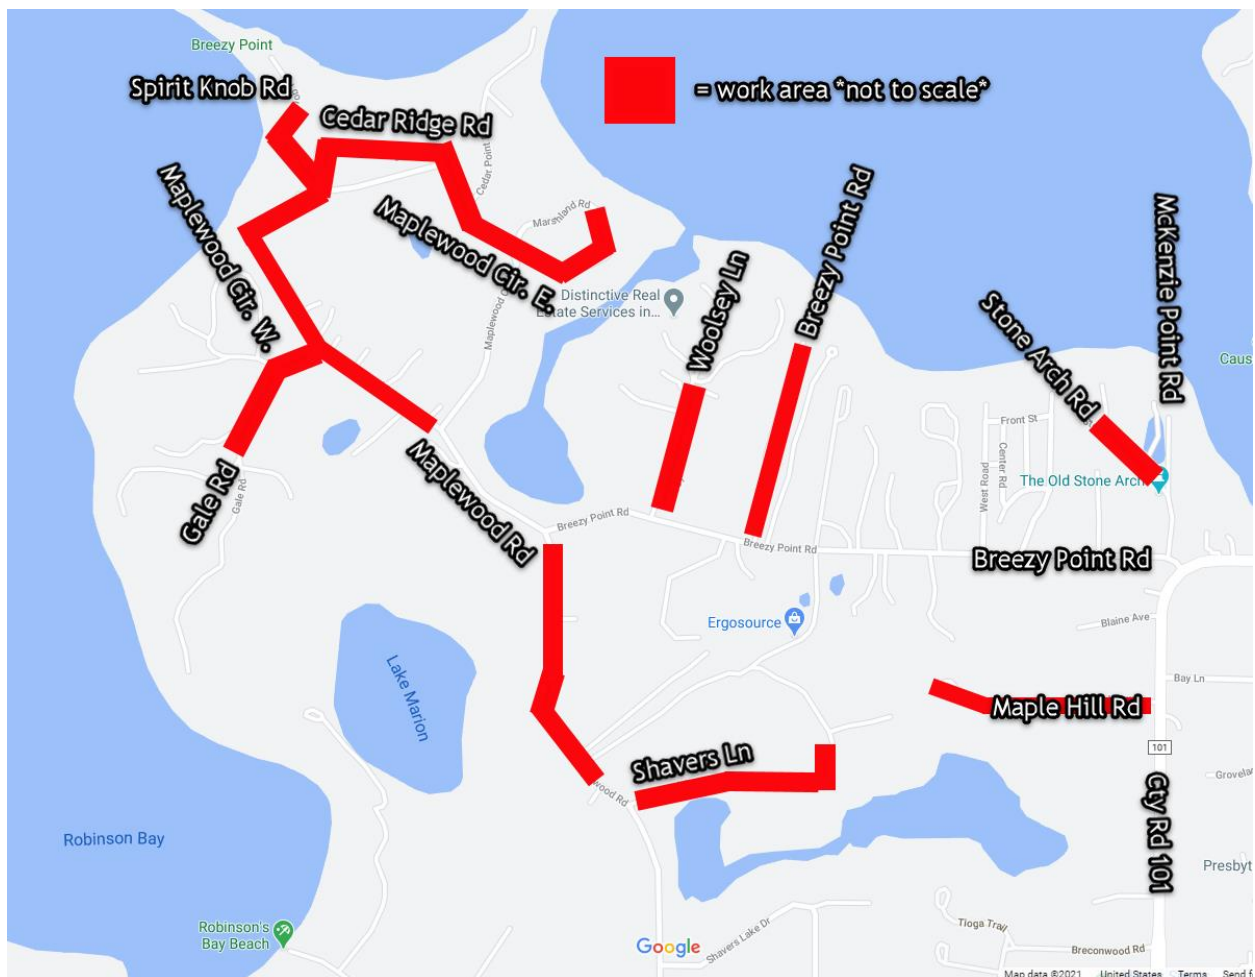 Breezy Point
Spirit Knob Rd
= work area *not to scale*
Cedar Ridge Rd
Cedar Point
Maplewood Cir. W.
Maplewood Cir. E.
Marshland Rd
Breezy Point Rd
McKenzie Point Rd
Woolsey Ln
Distinctive Real
Estate Services in...
Stone Arch Rd
Maplewood C
Caus
Front St
Center Rd
West Road
The Old Stone Arch
Gale Rd
Gale Rd
Maplewood Rd
Breezy Point Rd
Breezy Point Rd
Breezy Point Rd
Ergosource
Blaine Ave
Lake Marion
Bay Ln
Maple Hill Rd
101
Shavers Ln
wood Rd
Cty Rd 101
Grovelan
Robinson Bay
Presbyt
Robinson's
Bay Beach
Google
Shavers Lake Dr
Tioga Trail
Breconwood Rd
Map data ©2021 United States Terms Send f